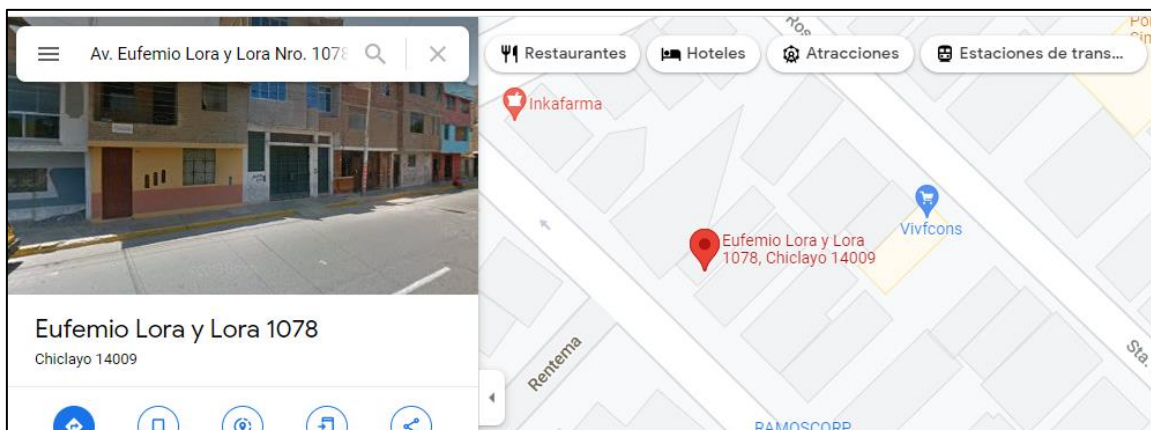 Av. Eufemio Lora y Lora Nro. 1078
Restaurantes
Hoteles
Atracciones
Estaciones de trans...
Inkafarma
Vivfcons
Eufemio Lora y Lora
1078, Chiclayo 14009
Eufemio Lora y Lora 1078
Chiclayo 14009
Rentema
Sta.
RAMOSCORP